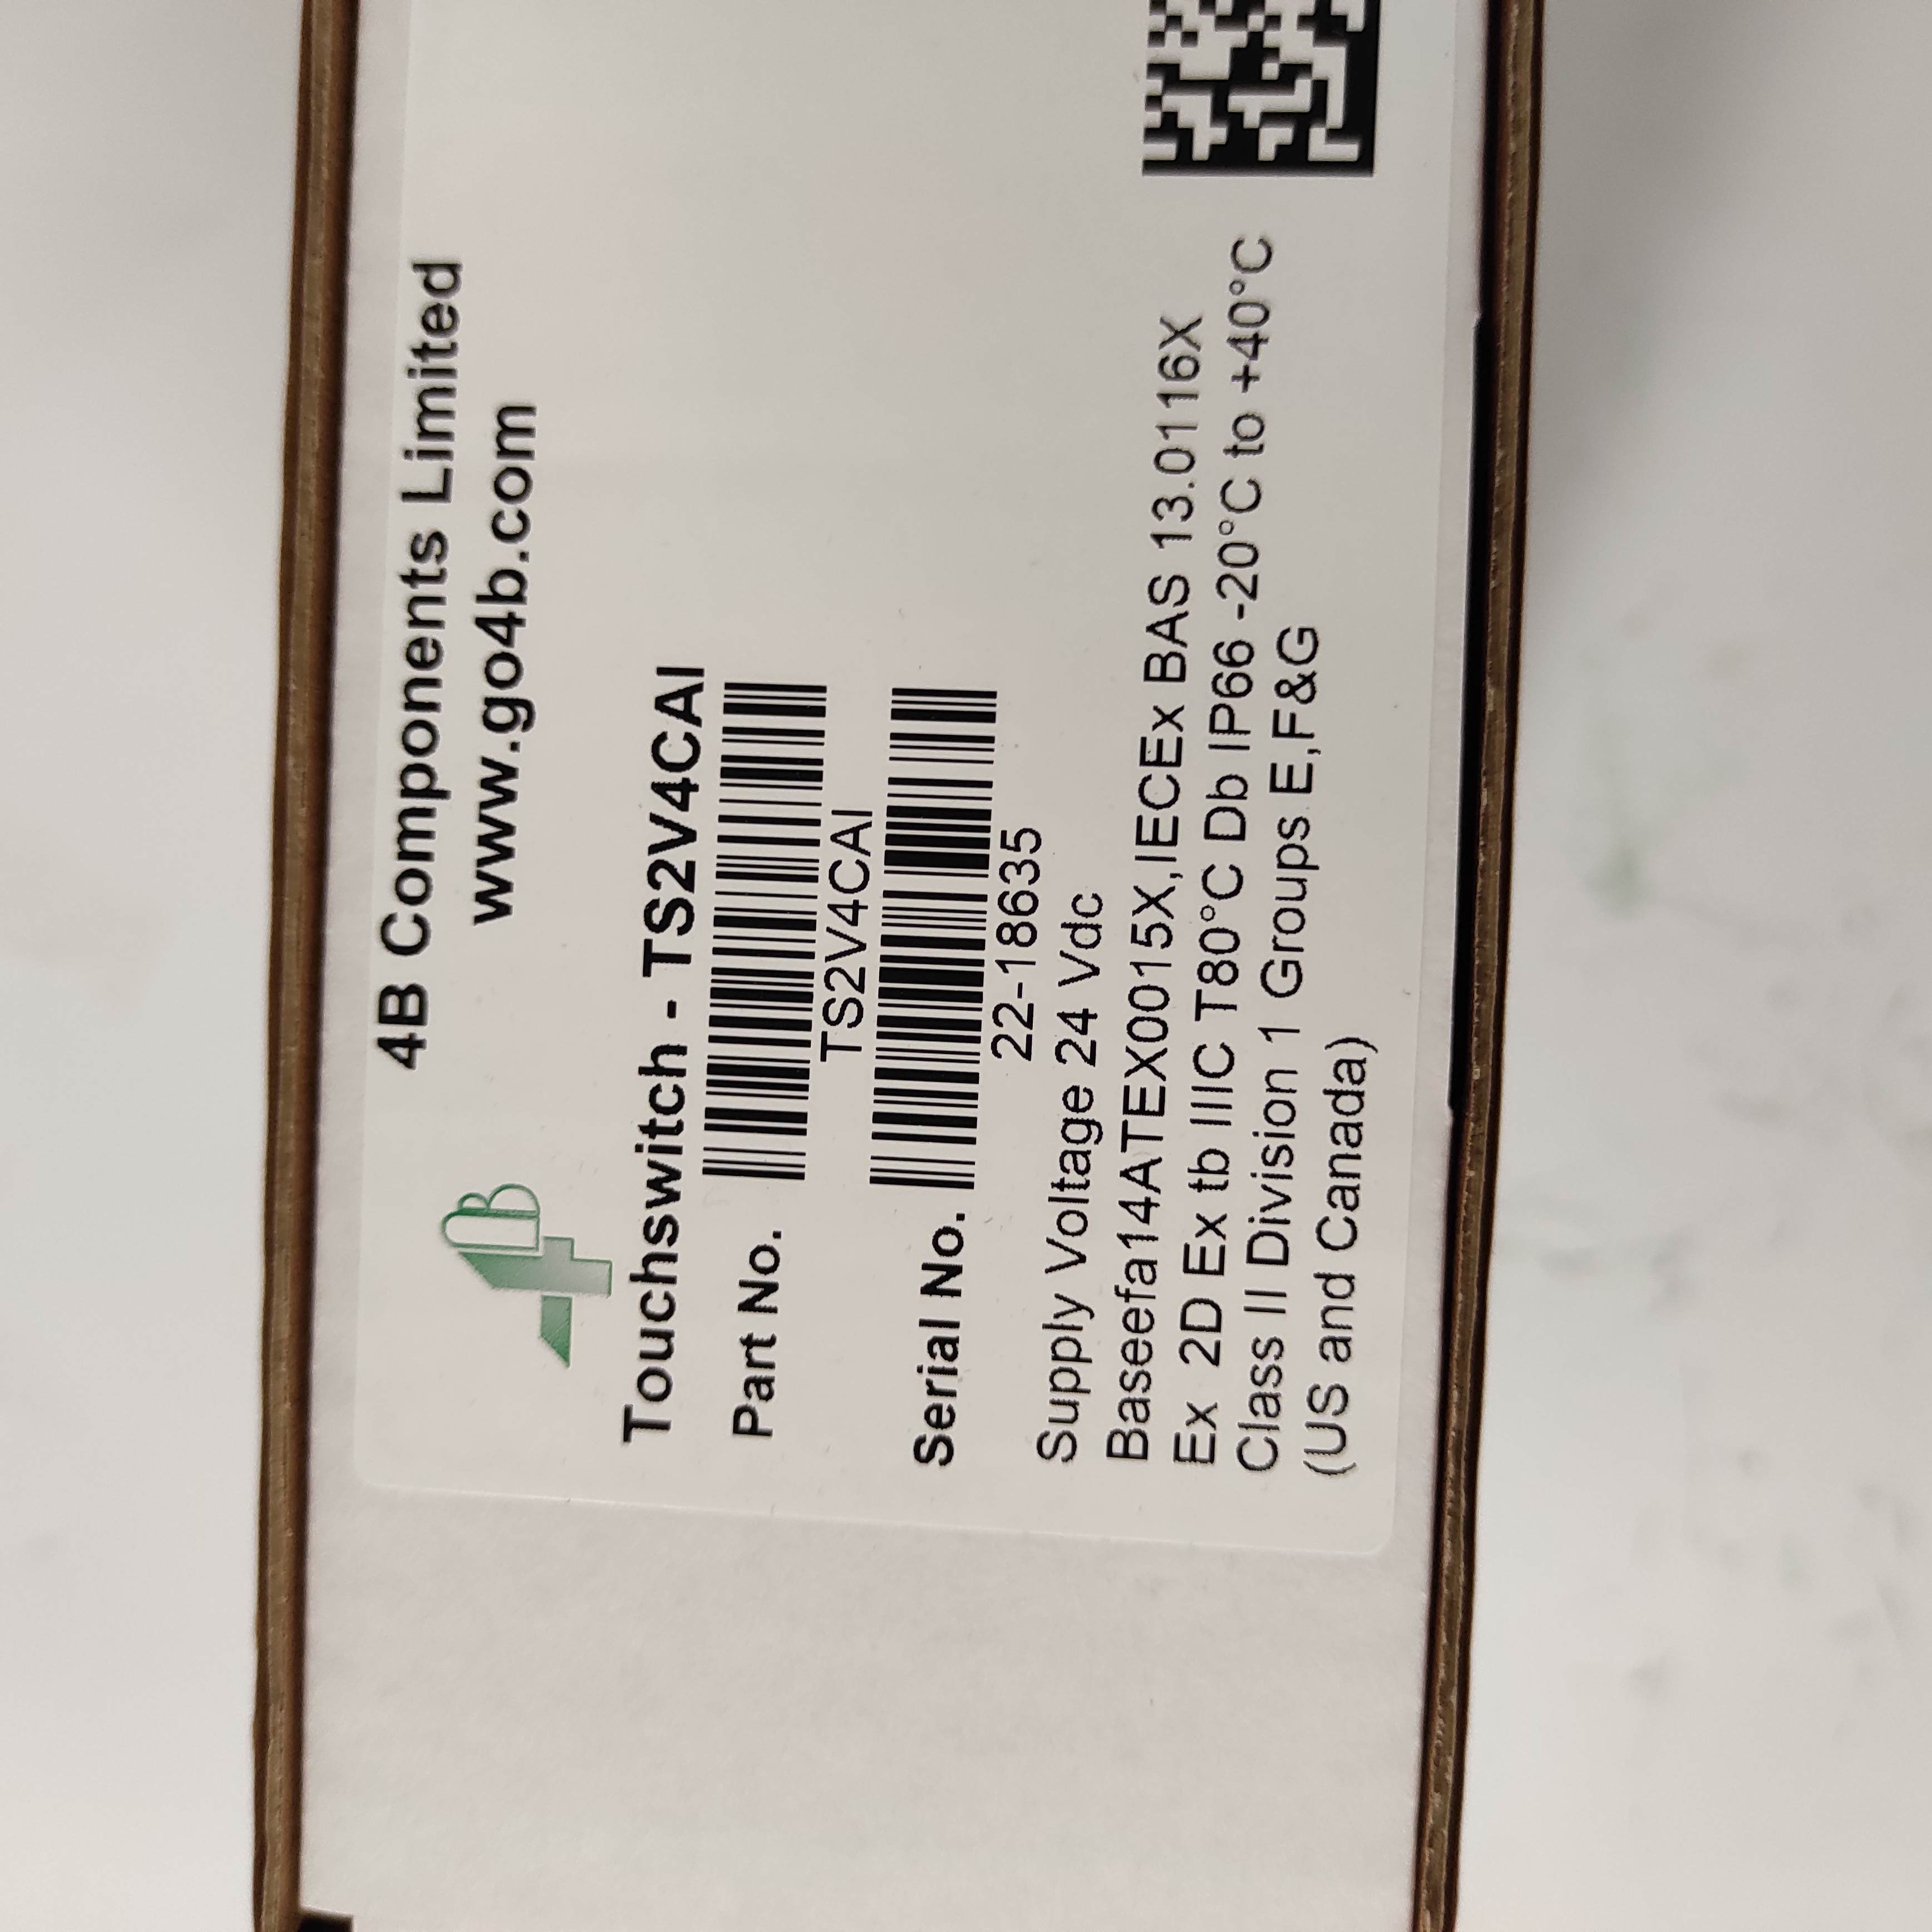 4B Components Limited
www.go4b.com
4B
Touchswitch - TS2V4CAI
Part No.
TS2V4CAI
Serial No.
22-18635
Supply Voltage 24 Vdc
Baseefa14ATEX0015X,IECEx BAS 13.0116X
Ex 2D Ex tb IIIC T80°C Db IP66 -20°C to +40°C
Class II Division 1 Groups E,F&G
(US and Canada)